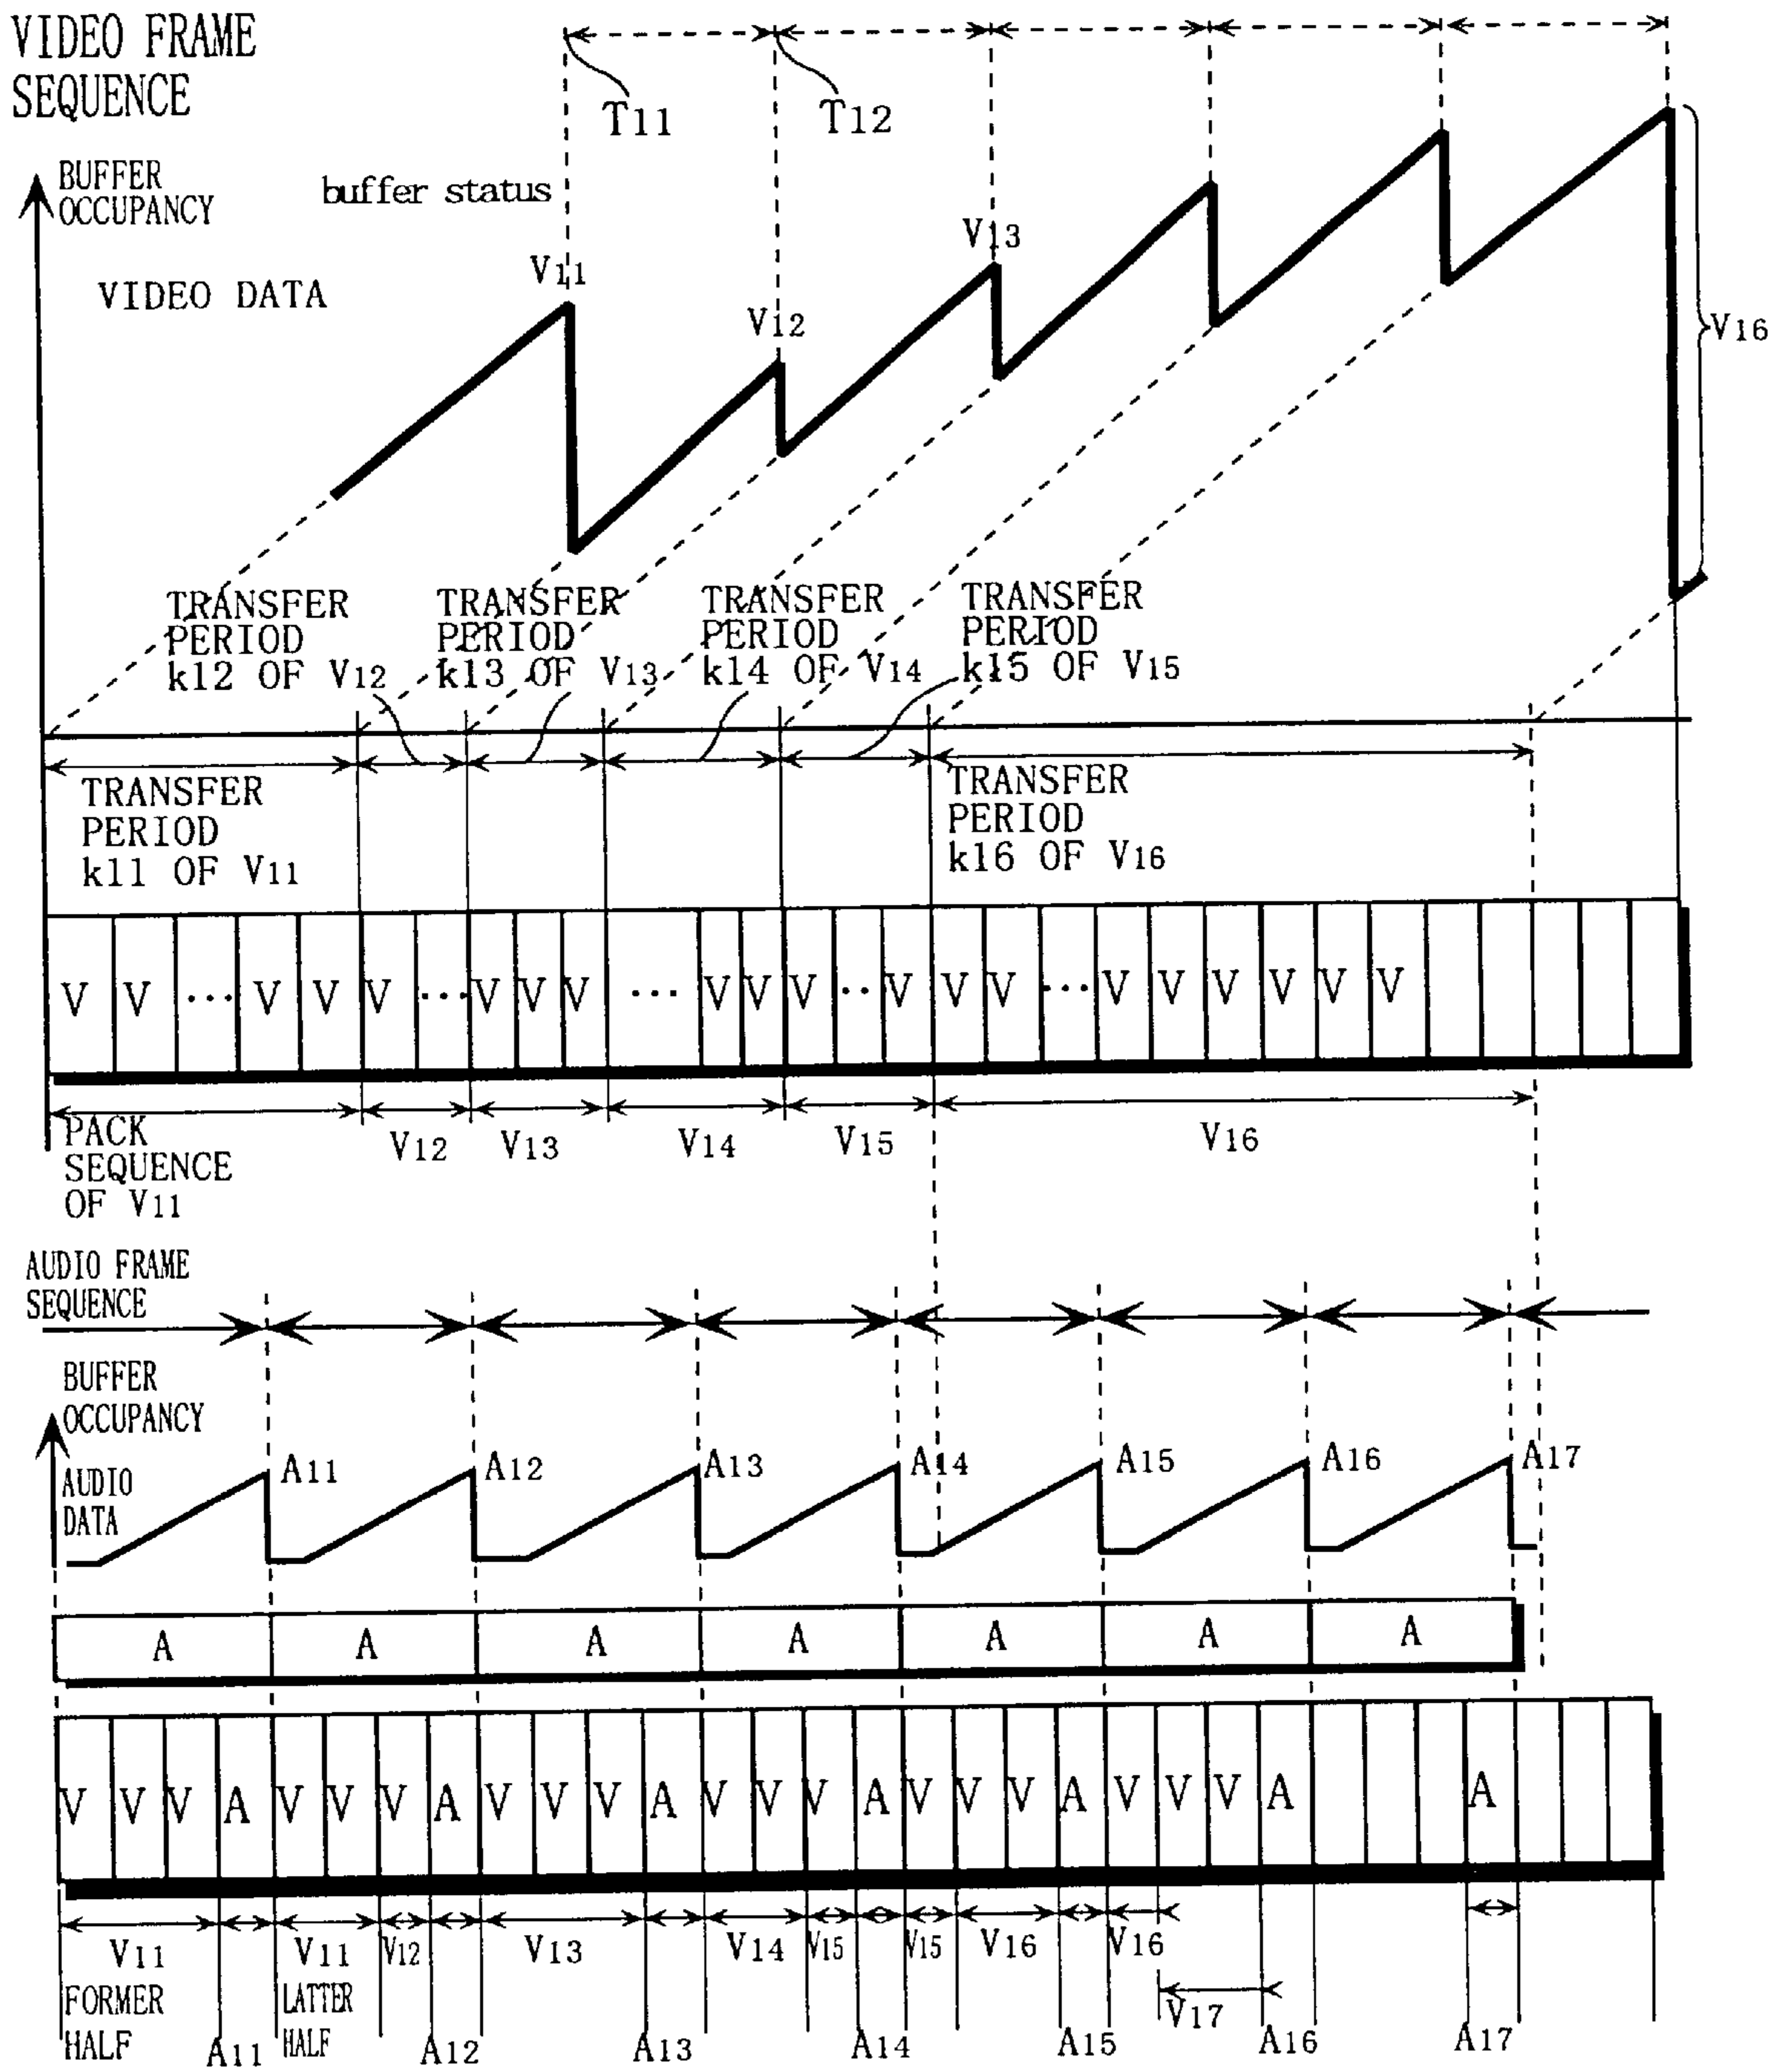 VIDEO FRAME
SEQUENCE
T11
T12
BUFFER
OCCUPANCY
buffer status
VIDEO DATA
V11
V12
V13
V16
TRANSFER
PERIOD
k12 OF V12
TRANSFER
PERIOD
k13 OF V13
TRANSFER
PERIOD
k14 OF V14
TRANSFER
PERIOD
k15 OF V15
TRANSFER
PERIOD
k11 OF V11
TRANSFER
PERIOD
k16 OF V16
V V ... V V V ... V V V ... V V V .. V V V ... V V V V V V
PACK
SEQUENCE
OF V11
V12
V13
V14
V15
V16
AUDIO FRAME
SEQUENCE
BUFFER
OCCUPANCY
AUDIO
DATA
A11
A12
A13
A14
A15
A16
A17
A A A A A A A
V V V A V V V A V V V A V V V A V V V A V V V A A
V11 V11 V12 V13 V14 V15 V15 V16 V16
FORMER
HALF
LATTER
HALF
V17
A11 A12 A13 A14 A15 A16 A17